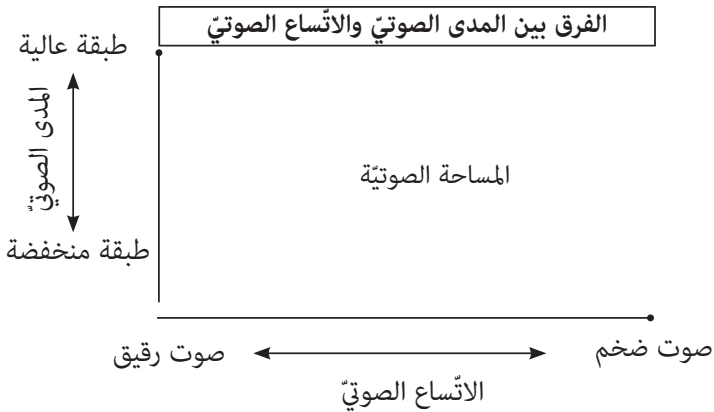 الفرق بين المدى الصوتيّ والاتّساع الصوتيّ
طبقة عالية
المدى الصوتيّ
المساحة الصوتيّة
طبقة منخفضة
صوت ضخم
صوت رقيق
الاتّساع الصوتيّ